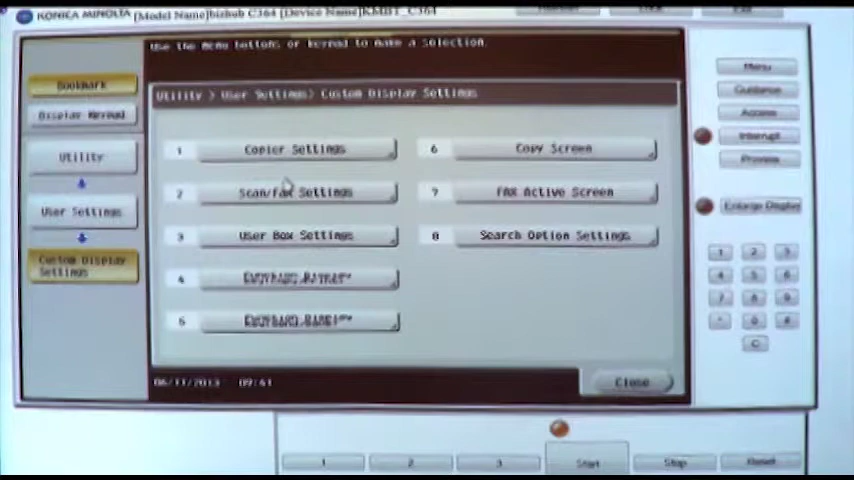 KONICA MINOLTA [Model Name]bizhub C364 [Device Name]KMBT_C364
Use the menu buttons or keypad to make a selection.
Bookmark
Display Keypad
Utility
User Settings
Custom Display
Settings
Utility > User Settings> Custom Display Settings
1 Copier Settings
2 Scan/Fax Settings
3 User Box Settings
4
5
6 Copy Screen
7 FAX Active Screen
8 Search Option Settings
06/11/2013
Close
Menu
Guidance
Access
Interrupt
Preview
Enlarge Display
1 2 3
4 5 6
7 8 9
* 0 #
C
1 2 3 Start Stop Reset